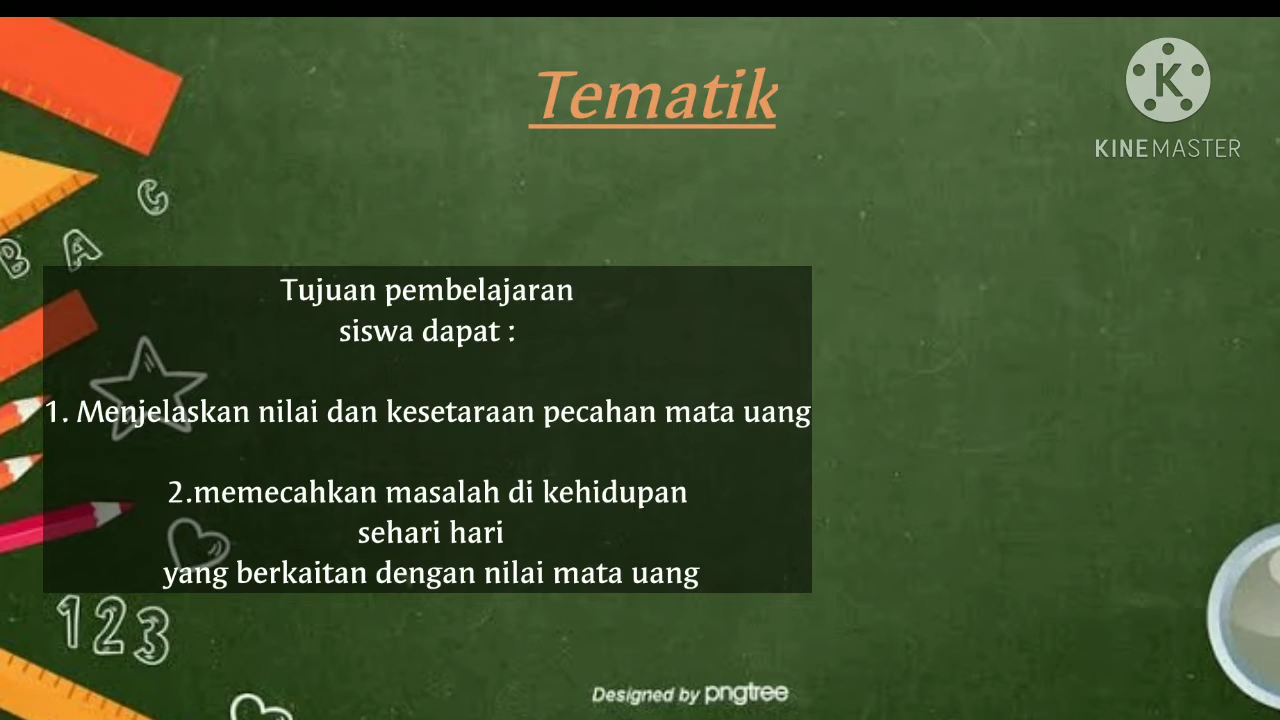 Tematik
K
KINEMASTER
C
B A
Tujuan pembelajaran
siswa dapat :
1. Menjelaskan nilai dan kesetaraan pecahan mata uang
2.memecahkan masalah di kehidupan
sehari hari
yang berkaitan dengan nilai mata uang
123
Designed by pngtree